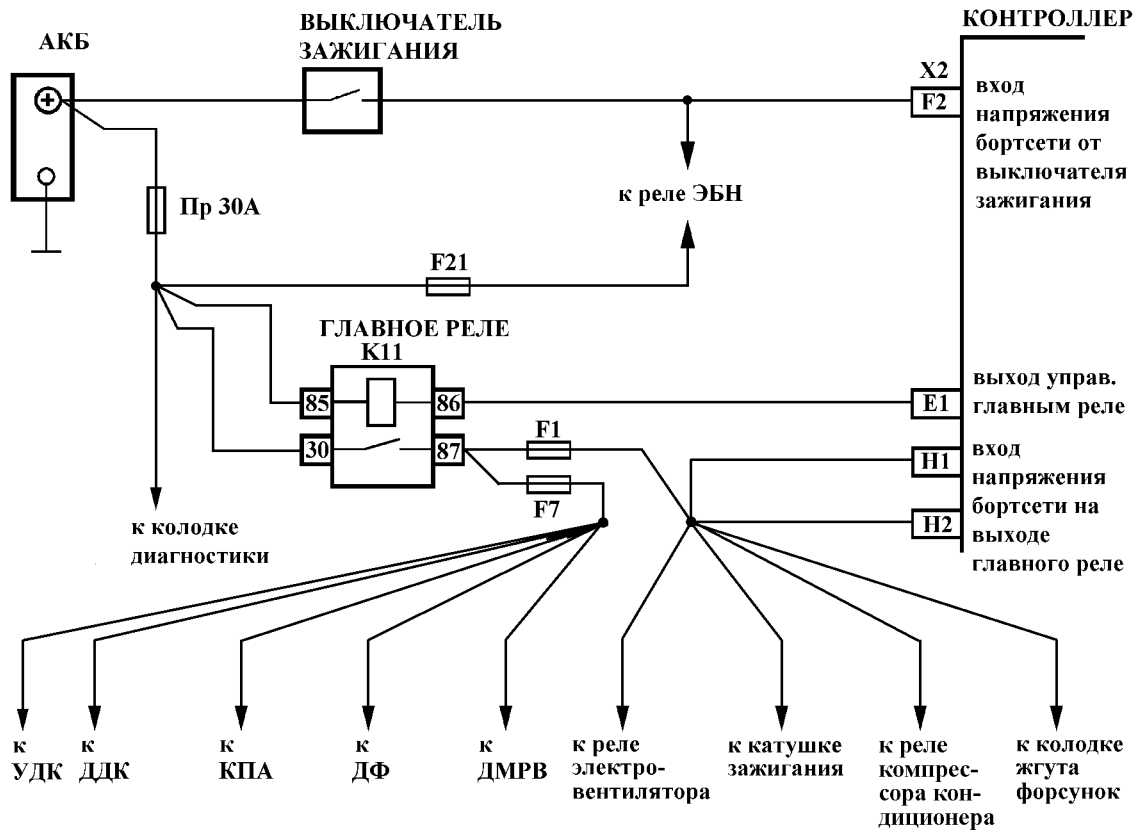 АКБ
ВЫКЛЮЧАТЕЛЬ
ЗАЖИГАНИЯ
КОНТРОЛЛЕР
X2
F2
вход
напряжения
бортсети от
выключателя
зажигания
Пр 30А
к реле ЭБН
F21
ГЛАВНОЕ РЕЛЕ
K11
85
86
30
87
F1
F7
E1
выход управ.
главным реле
H1
H2
вход
напряжения
бортсети на
выходе
главного реле
к колодке
диагностики
к
УДК
к
ДДК
к
КПА
к
ДФ
к
ДМРВ
к реле
электро-
вентилятора
к катушке
зажигания
к реле
компрес-
сора кон-
диционера
к колодке
жгута
форсунок